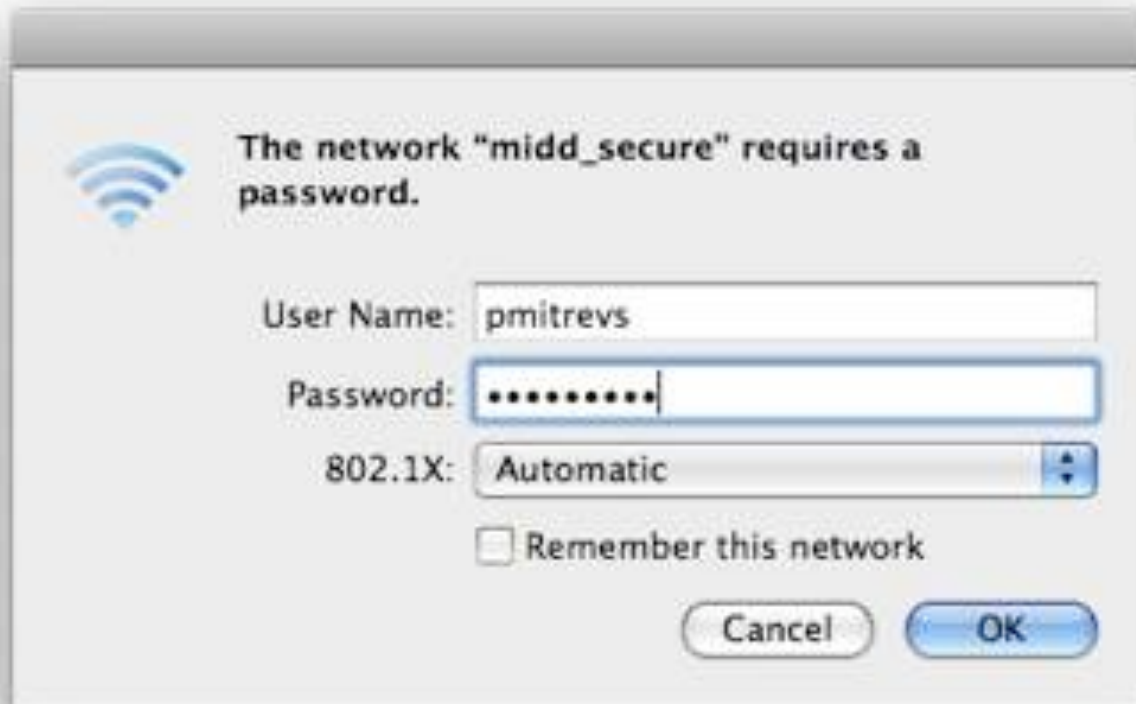 The network "midd_secure" requires a
password.
User Name: pmitrevs
Password: •••••••••
802.1X: Automatic
Remember this network
Cancel OK